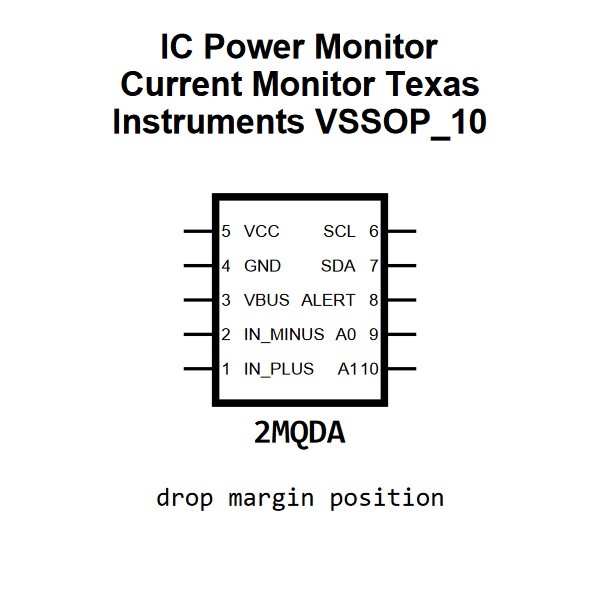 IC Power Monitor
Current Monitor Texas
Instruments VSSOP_10
5 VCC SCL 6
4 GND SDA 7
3 VBUS ALERT 8
2 IN_MINUS A0 9
1 IN_PLUS A1 10
2MQDA
drop margin position